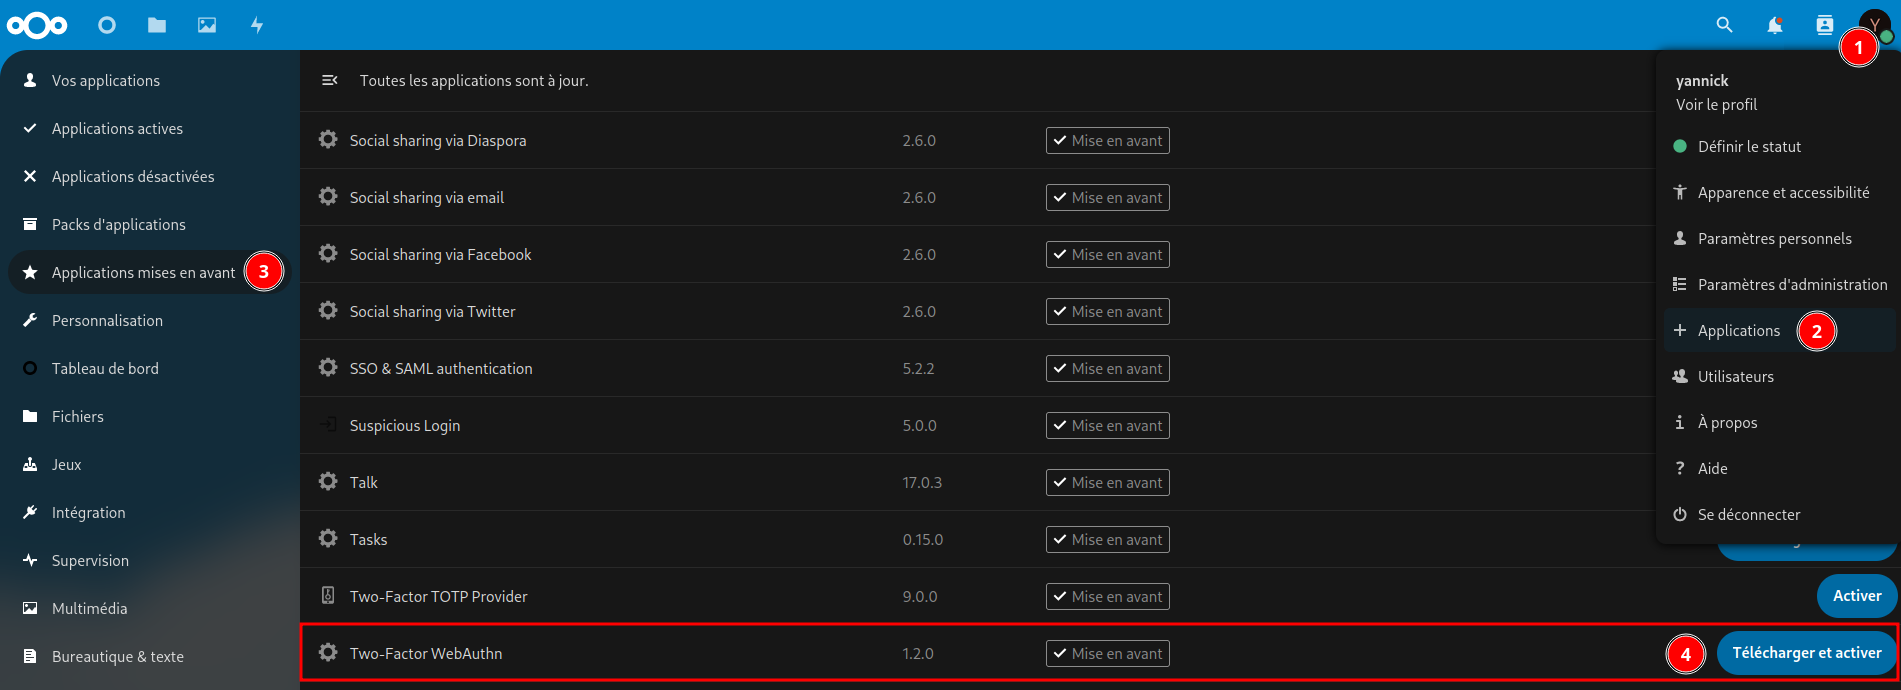 Y
1
Vos applications
Applications actives
Applications désactivées
Packs d'applications
Applications mises en avant
3
Personnalisation
Tableau de bord
Fichiers
Jeux
Intégration
Supervision
Multimédia
Bureautique & texte
Toutes les applications sont à jour.
Social sharing via Diaspora 2.6.0 Mise en avant
Social sharing via email 2.6.0 Mise en avant
Social sharing via Facebook 2.6.0 Mise en avant
Social sharing via Twitter 2.6.0 Mise en avant
SSO & SAML authentication 5.2.2 Mise en avant
Suspicious Login 5.0.0 Mise en avant
Talk 17.0.3 Mise en avant
Tasks 0.15.0 Mise en avant
Two-Factor TOTP Provider 9.0.0 Mise en avant Activer
Two-Factor WebAuthn 1.2.0 Mise en avant 4 Télécharger et activer
yannick
Voir le profil
Définir le statut
Apparence et accessibilité
Paramètres personnels
Paramètres d'administration
Applications 2
Utilisateurs
À propos
Aide
Se déconnecter